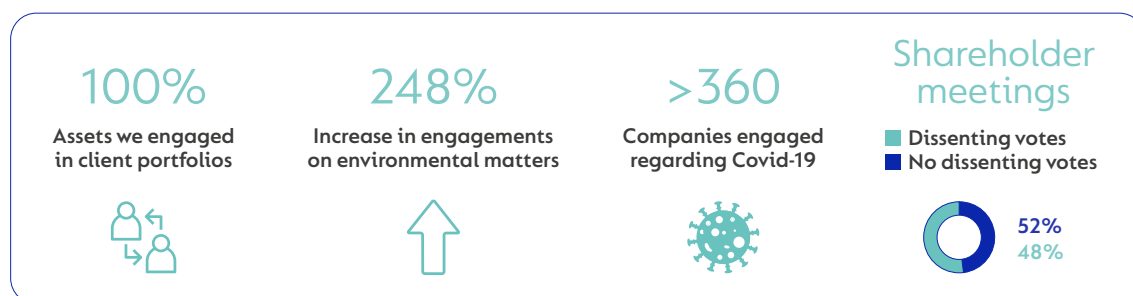 100%
Assets we engaged
in client portfolios
248%
Increase in engagements
on environmental matters
>360
Companies engaged
regarding Covid-19
Shareholder
meetings
Dissenting votes
No dissenting votes
52%
48%